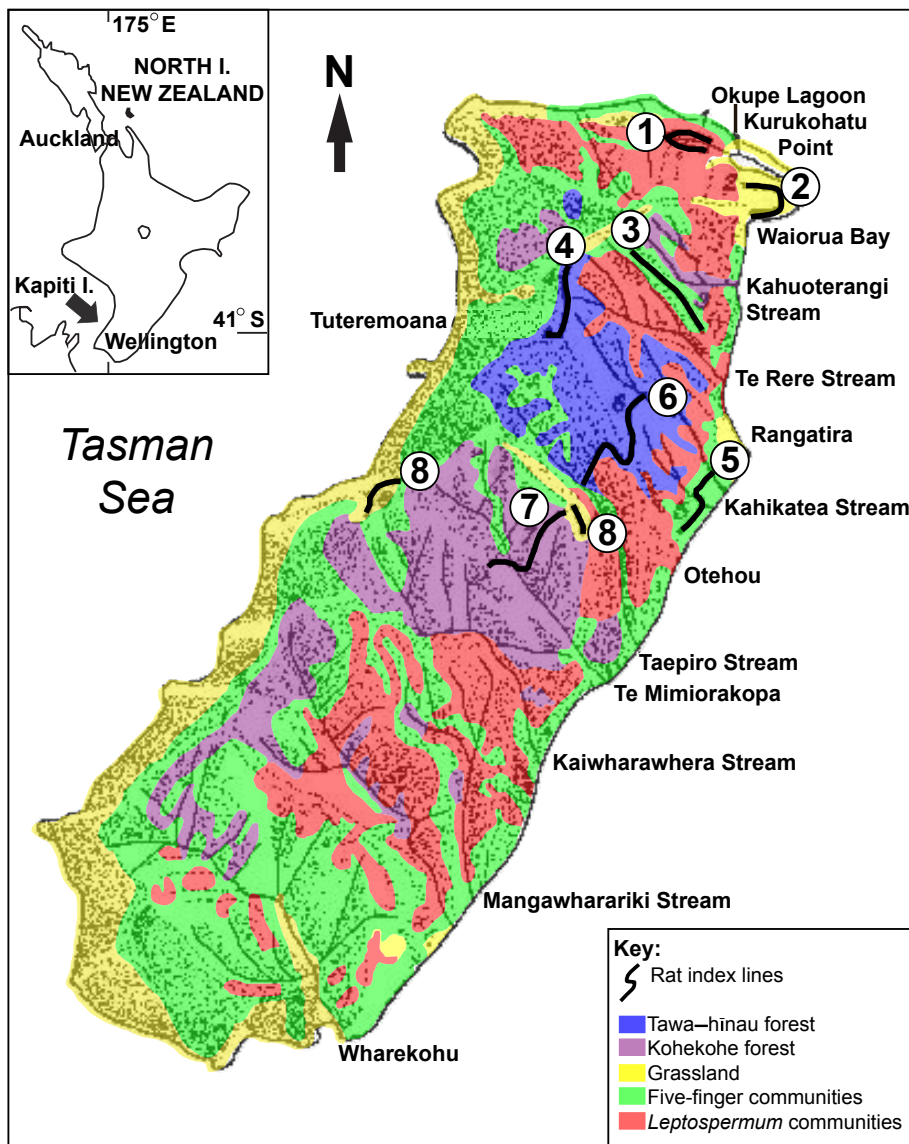 175° E
NORTH I.
NEW ZEALAND
Auckland
Kapiti I.
41° S
Wellington
N
Okupe Lagoon
Kurukohatu
Point
1
2
Waiorua Bay
3
4
Kahuoterangi
Stream
Tuteremoana
Te Rere Stream
6
Tasman
Sea
Rangatira
5
8
Kahikatea Stream
7
8
Otehou
Taepiro Stream
Te Mimiorakopa
Kaiwharawhera Stream
Mangawharariki Stream
Wharekohu
Key:
Rat index lines
Tawa–hīnau forest
Kohekohe forest
Grassland
Five-finger communities
Leptospermum communities